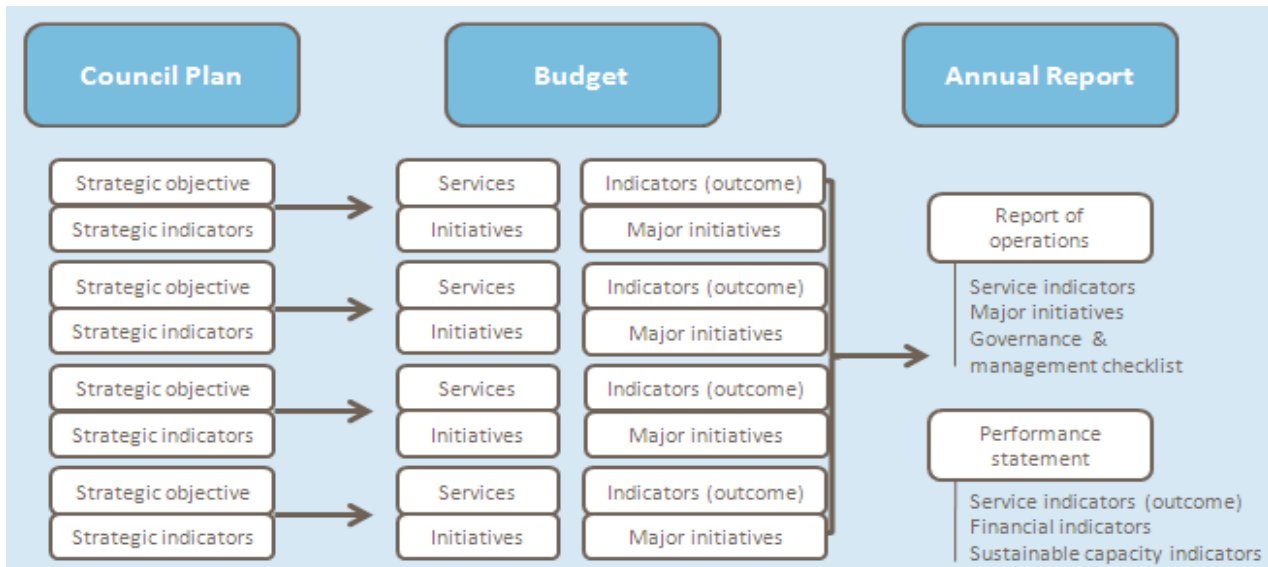 Council Plan
Budget
Annual Report
Strategic objective
Strategic indicators
Services
Initiatives
Indicators (outcome)
Major initiatives
Strategic objective
Strategic indicators
Services
Initiatives
Indicators (outcome)
Major initiatives
Strategic objective
Strategic indicators
Services
Initiatives
Indicators (outcome)
Major initiatives
Strategic objective
Strategic indicators
Services
Initiatives
Indicators (outcome)
Major initiatives
Report of
operations
Service indicators
Major initiatives
Governance &
management checklist
Performance
statement
Service indicators (outcome)
Financial indicators
Sustainable capacity indicators